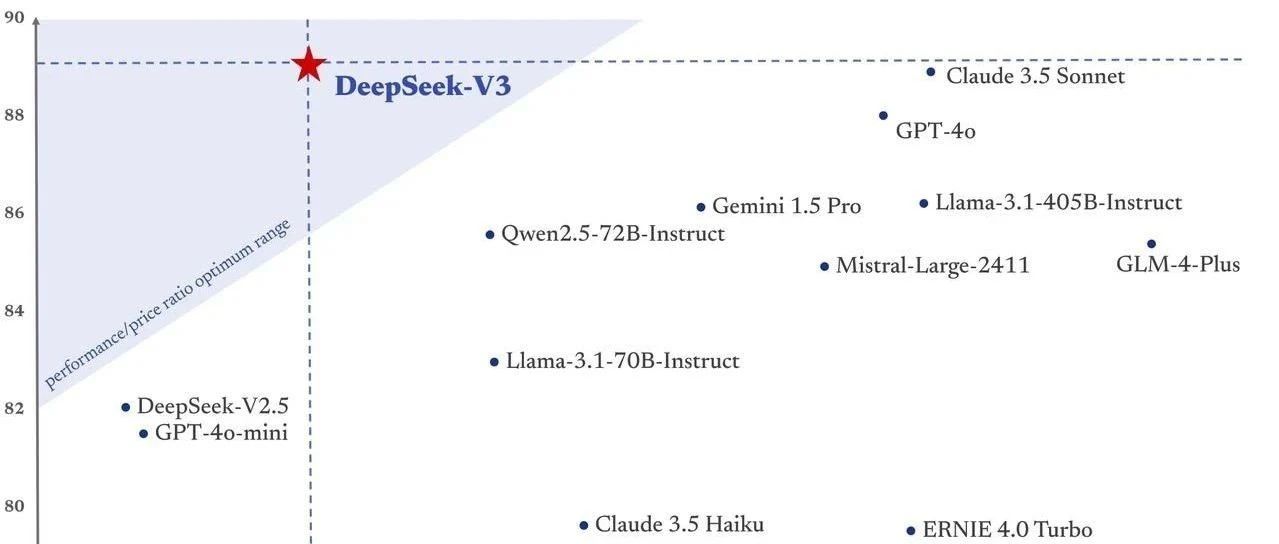 90
Claude 3.5 Sonnet
DeepSeek-V3
88
GPT-4o
86
Gemini 1.5 Pro
Llama-3.1-405B-Instruct
Qwen2.5-72B-Instruct
Mistral-Large-2411
GLM-4-Plus
performance/price ratio optimum range
84
Llama-3.1-70B-Instruct
82
DeepSeek-V2.5
GPT-4o-mini
80
Claude 3.5 Haiku
ERNIE 4.0 Turbo